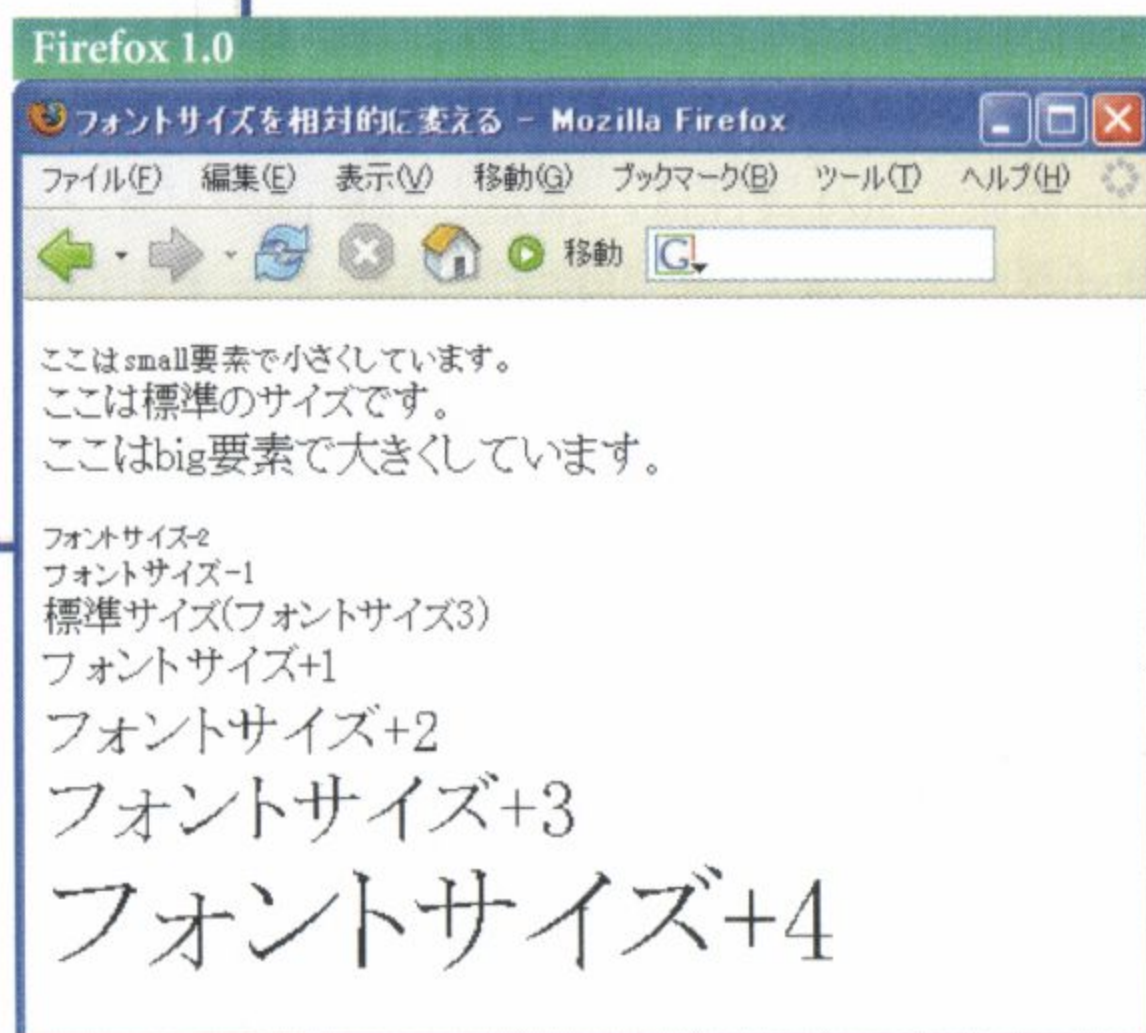 Firefox 1.0
フォントサイズを相対的に変える - Mozilla Firefox
ファイル(F) 編集(E) 表示(V) 移動(G) ブックマーク(B) ツール(T) ヘルプ(H)
移動 G
ここはsmall要素で小さくしています。
ここは標準のサイズです。
ここはbig要素で大きくしています。
フォントサイズ-2
フォントサイズ-1
標準サイズ(フォントサイズ3)
フォントサイズ+1
フォントサイズ+2
フォントサイズ+3
フォントサイズ+4